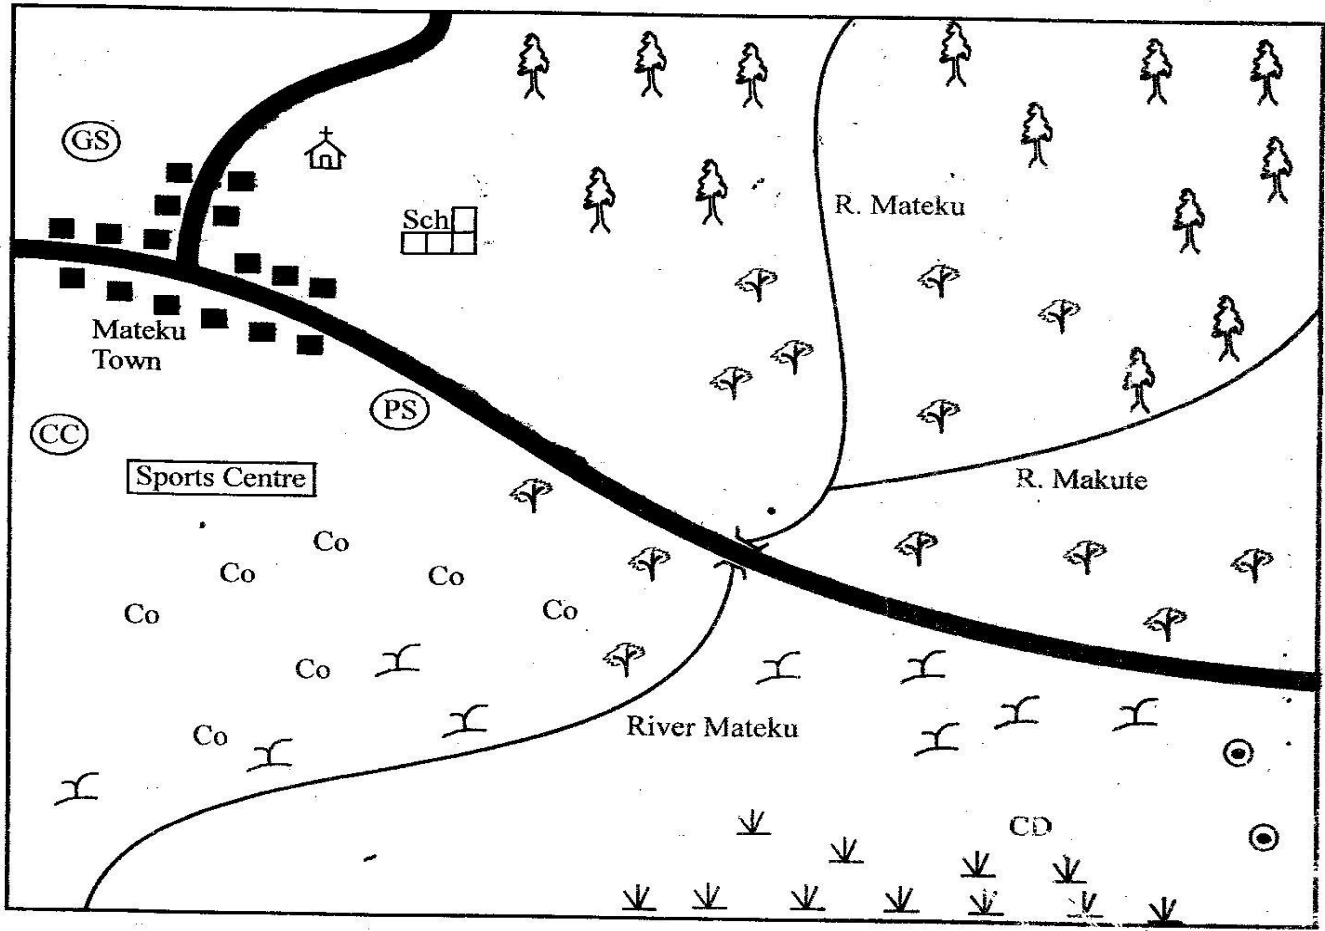 GS
Sch
R. Mateku
Mateku
Town
PS
CC
Sports Centre
R. Makute
Co
Co
Co
Co
Co
Co
Co
River Mateku
CD